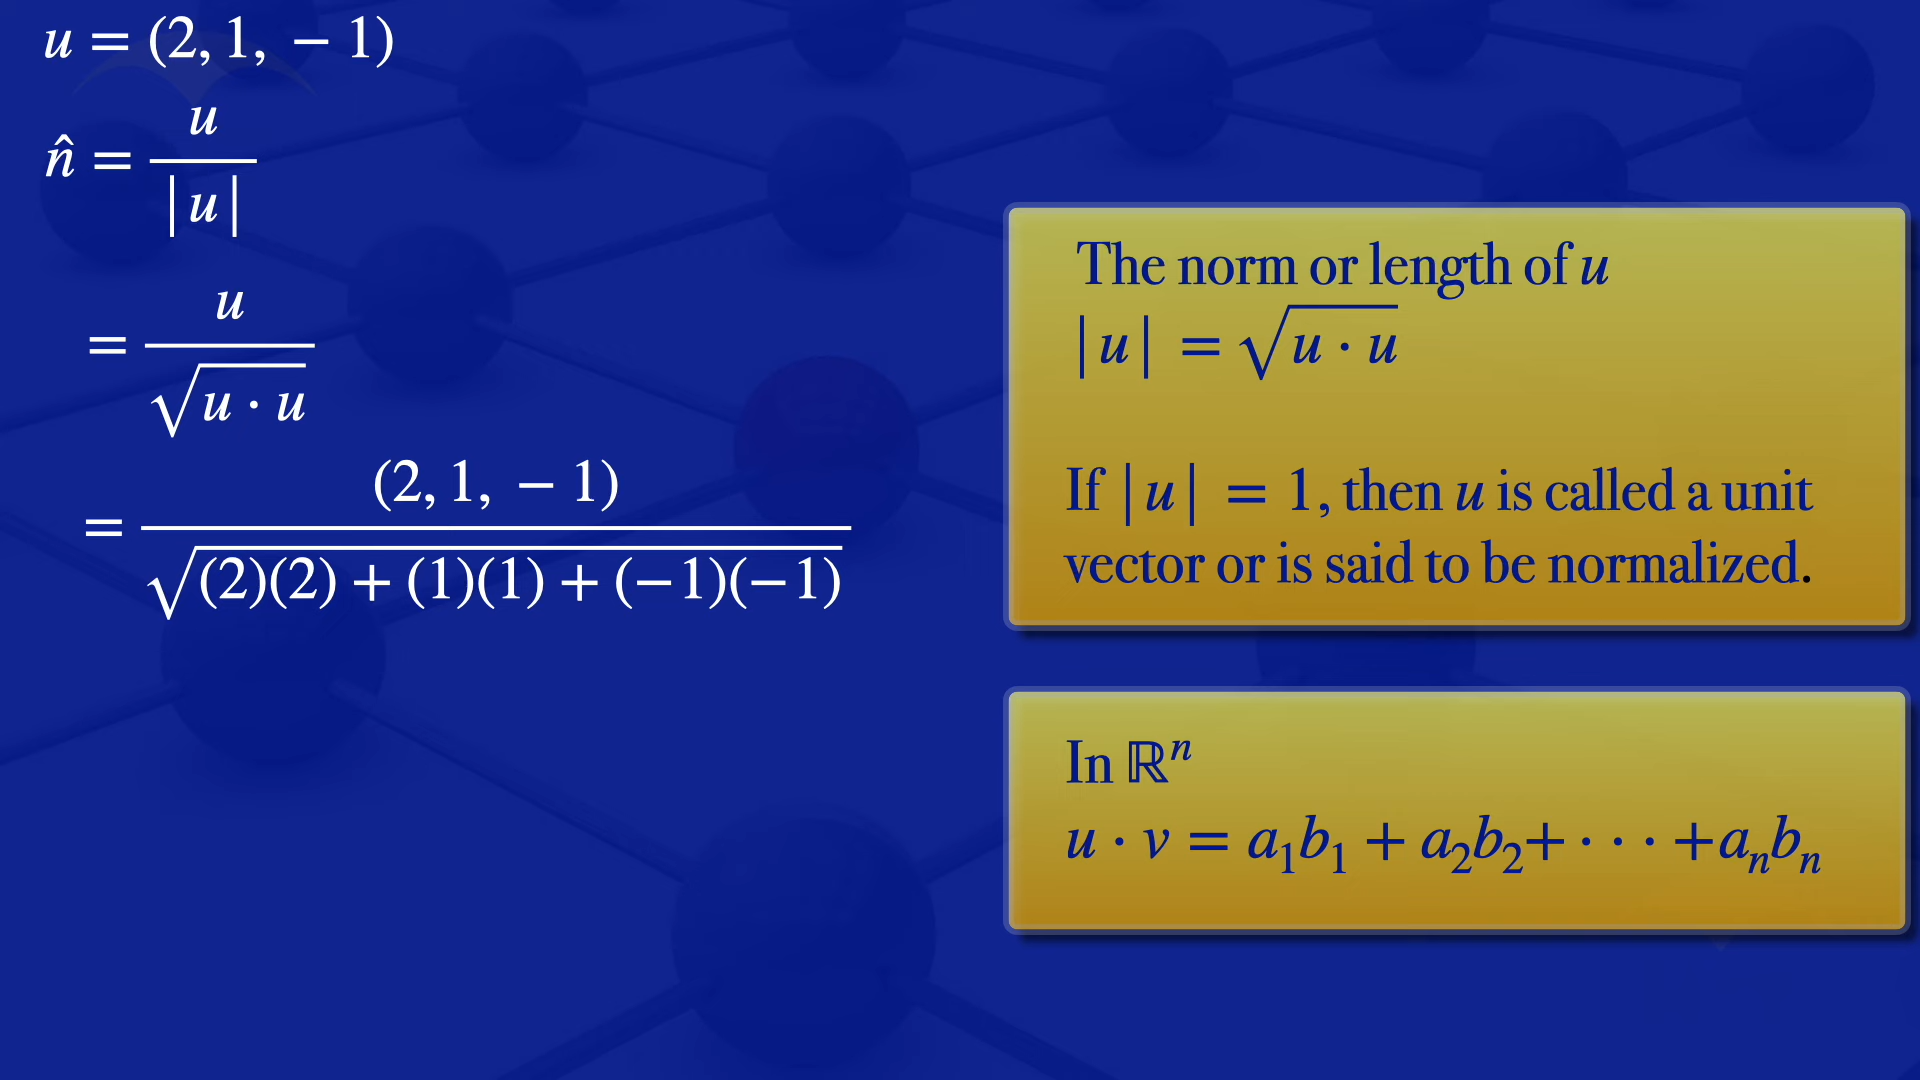 u = (2, 1, − 1)
n̂ = u / |u|
= u / √(u · u)
= (2, 1, − 1) / √((2)(2) + (1)(1) + (−1)(−1))
The norm or length of u
|u| = √(u · u)
If |u| = 1, then u is called a unit
vector or is said to be normalized.
In ℝⁿ
u · v = a₁b₁ + a₂b₂+ · · · +aₙbₙ